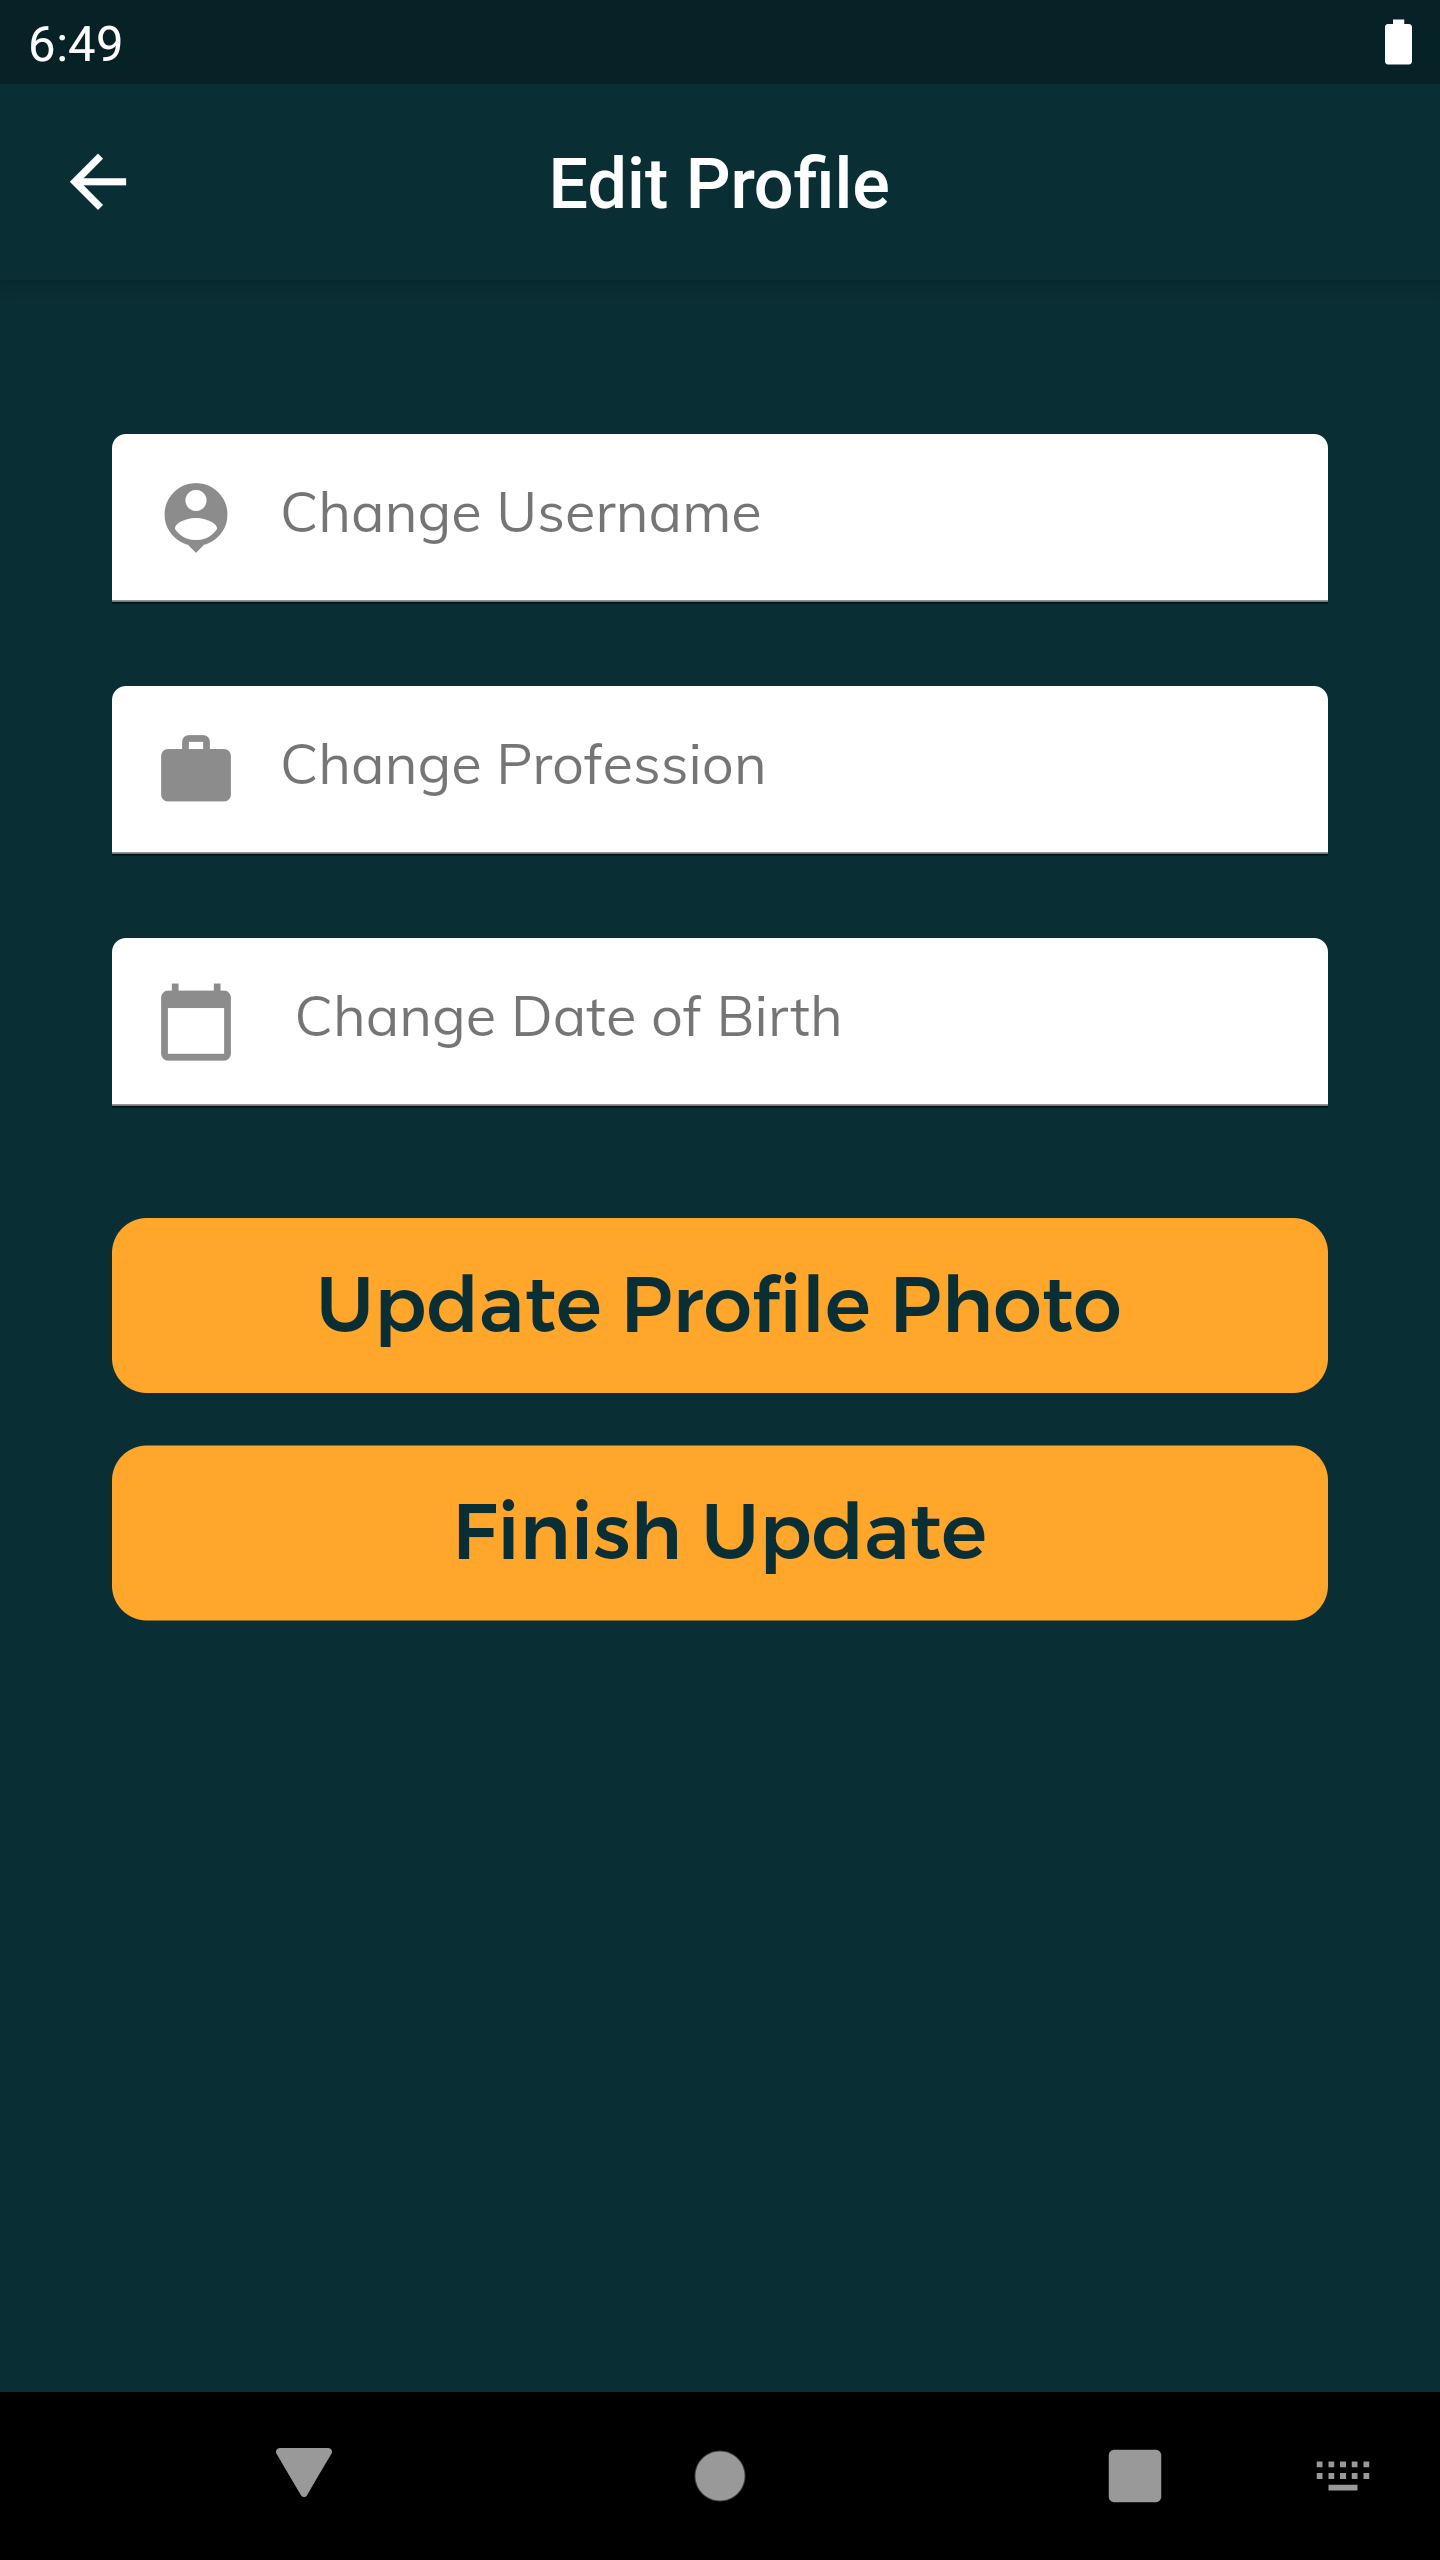 6:49
Edit Profile
Change Username
Change Profession
Change Date of Birth
Update Profile Photo
Finish Update